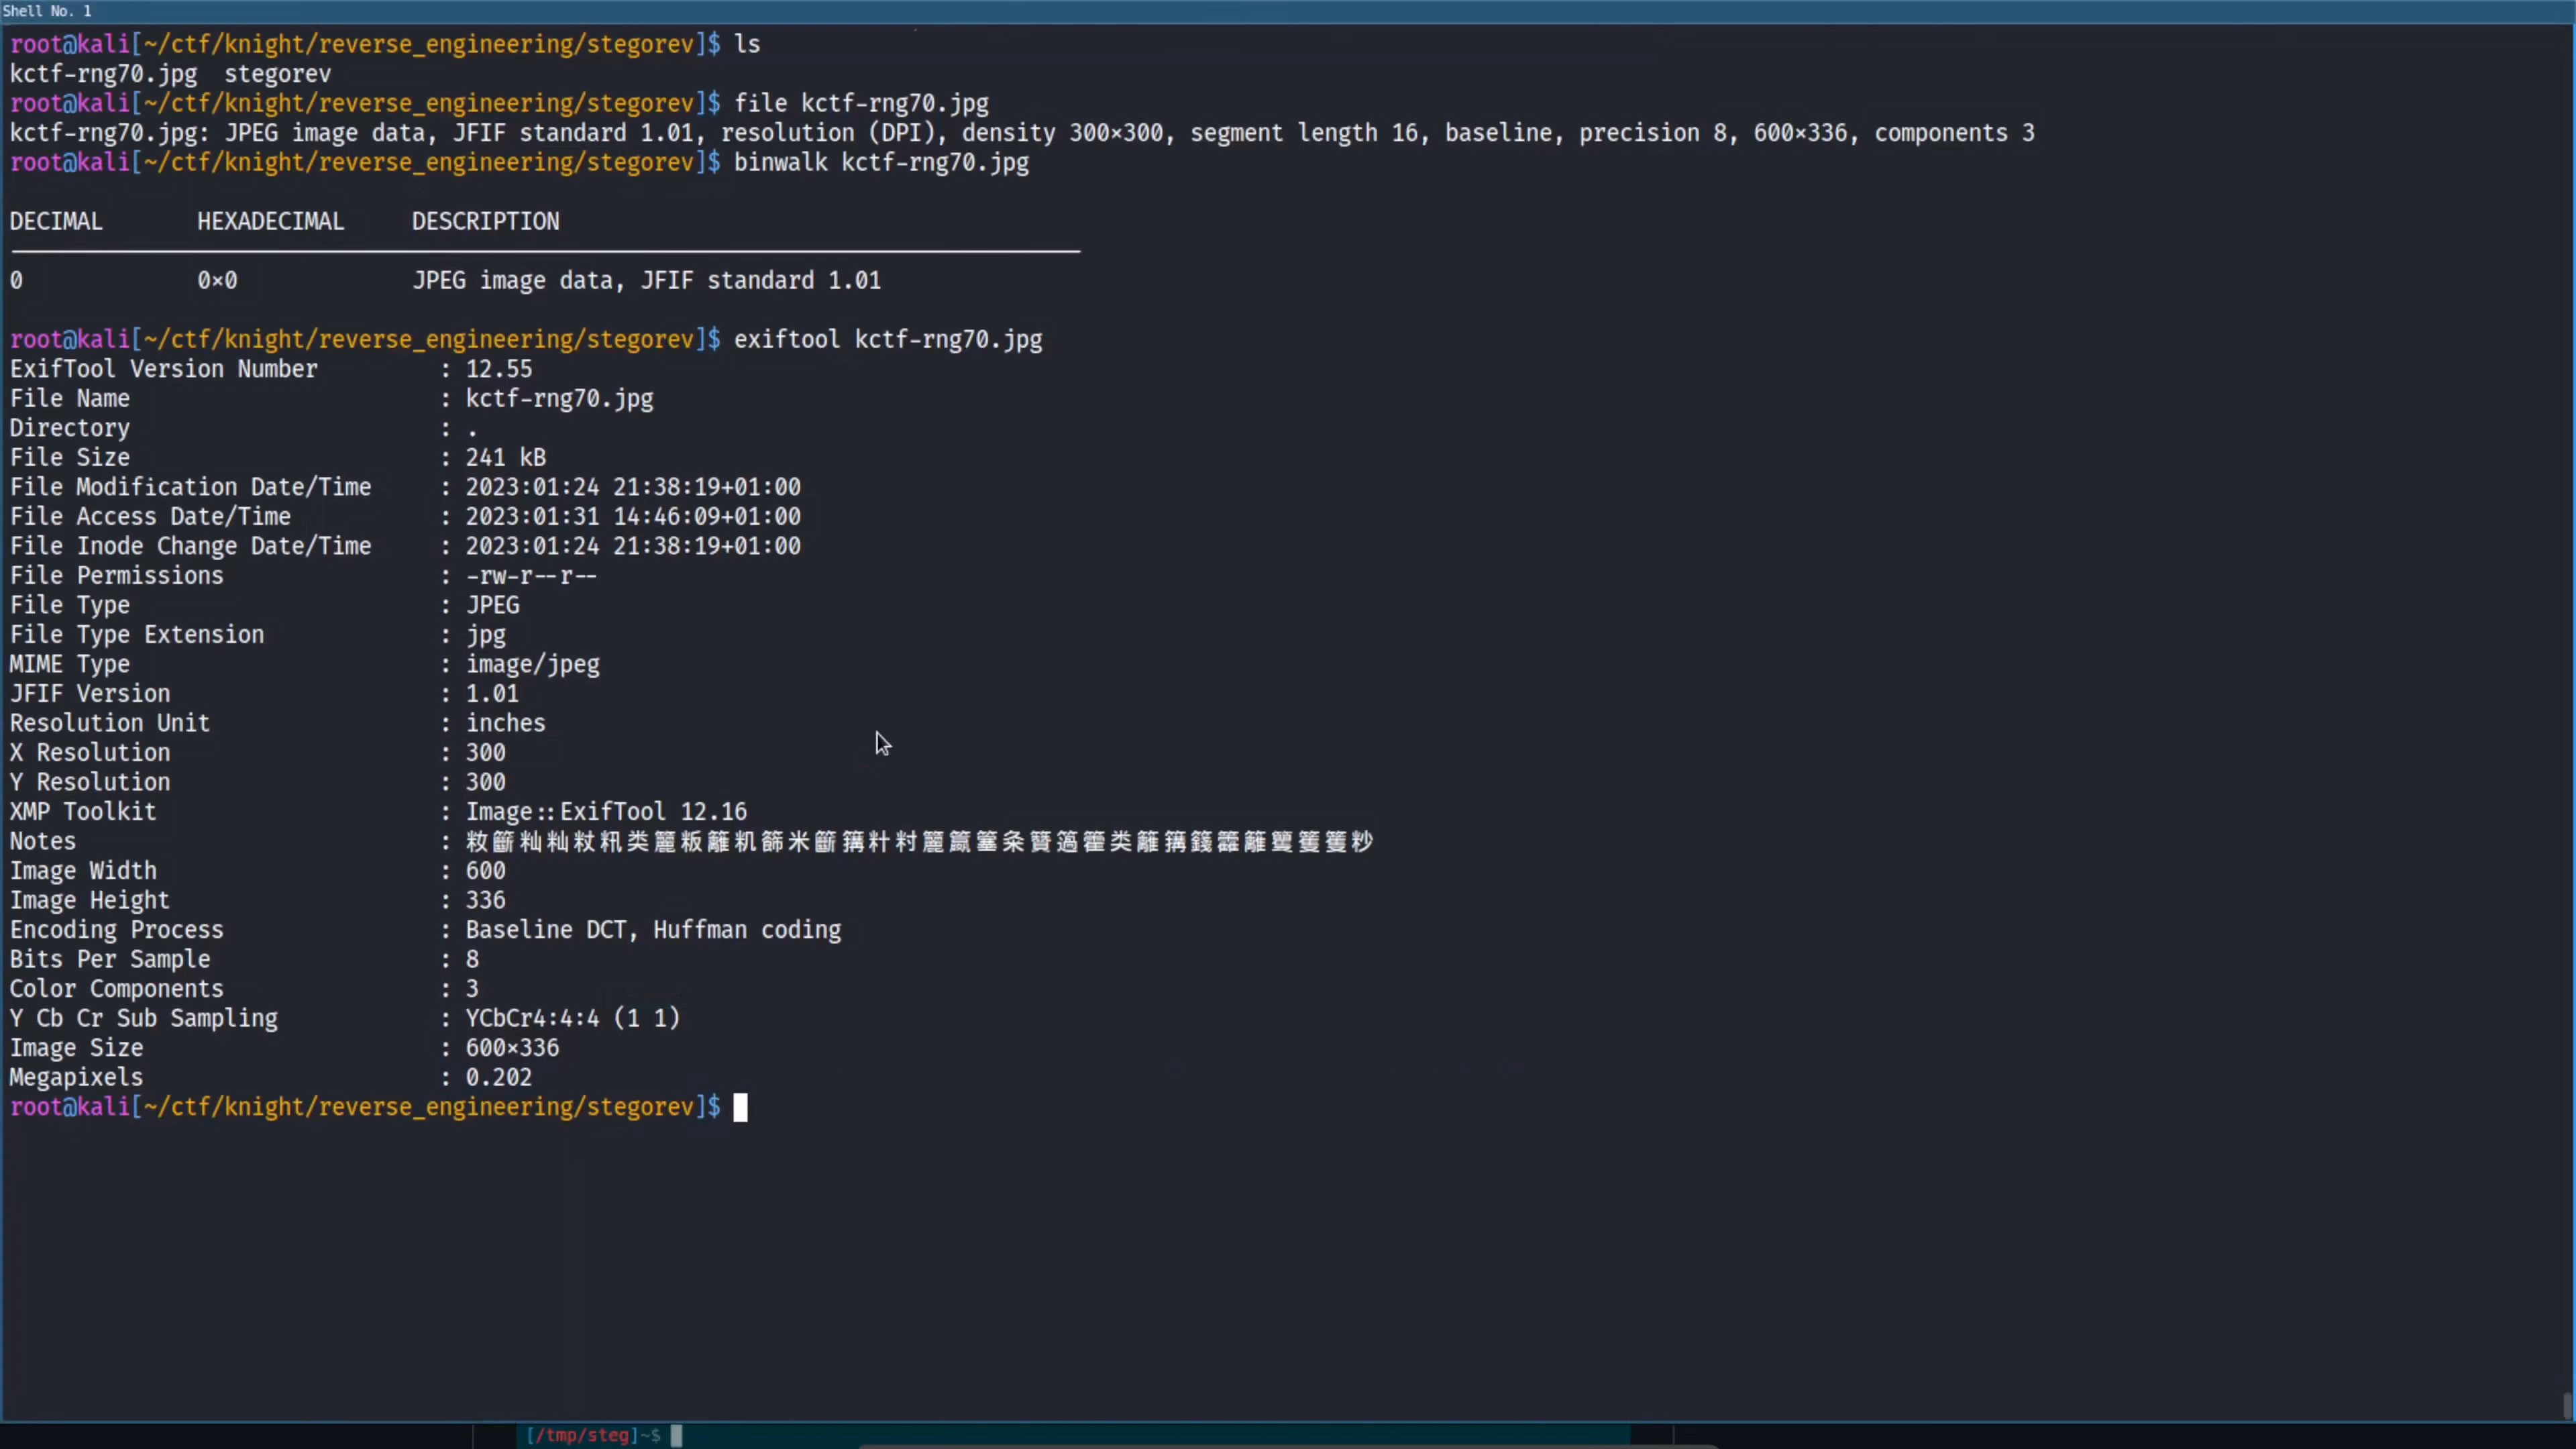 Shell No. 1
root@kali[~/ctf/knight/reverse_engineering/stegorev]$ ls
kctf-rng70.jpg  stegorev
root@kali[~/ctf/knight/reverse_engineering/stegorev]$ file kctf-rng70.jpg
kctf-rng70.jpg: JPEG image data, JFIF standard 1.01, resolution (DPI), density 300×300, segment length 16, baseline, precision 8, 600×336, components 3
root@kali[~/ctf/knight/reverse_engineering/stegorev]$ binwalk kctf-rng70.jpg
DECIMAL       HEXADECIMAL     DESCRIPTION
0             0×0             JPEG image data, JFIF standard 1.01
root@kali[~/ctf/knight/reverse_engineering/stegorev]$ exiftool kctf-rng70.jpg
ExifTool Version Number         : 12.55
File Name                       : kctf-rng70.jpg
Directory                       : .
File Size                       : 241 kB
File Modification Date/Time     : 2023:01:24 21:38:19+01:00
File Access Date/Time           : 2023:01:31 14:46:09+01:00
File Inode Change Date/Time     : 2023:01:24 21:38:19+01:00
File Permissions                : -rw-r--r--
File Type                       : JPEG
File Type Extension             : jpg
MIME Type                       : image/jpeg
JFIF Version                    : 1.01
Resolution Unit                 : inches
X Resolution                    : 300
Y Resolution                    : 300
XMP Toolkit                     : Image::ExifTool 12.16
Notes                           :
Image Width                     : 600
Image Height                    : 336
Encoding Process                : Baseline DCT, Huffman coding
Bits Per Sample                 : 8
Color Components                : 3
Y Cb Cr Sub Sampling            : YCbCr4:4:4 (1 1)
Image Size                      : 600×336
Megapixels                      : 0.202
root@kali[~/ctf/knight/reverse_engineering/stegorev]$
[/tmp/steg]~$